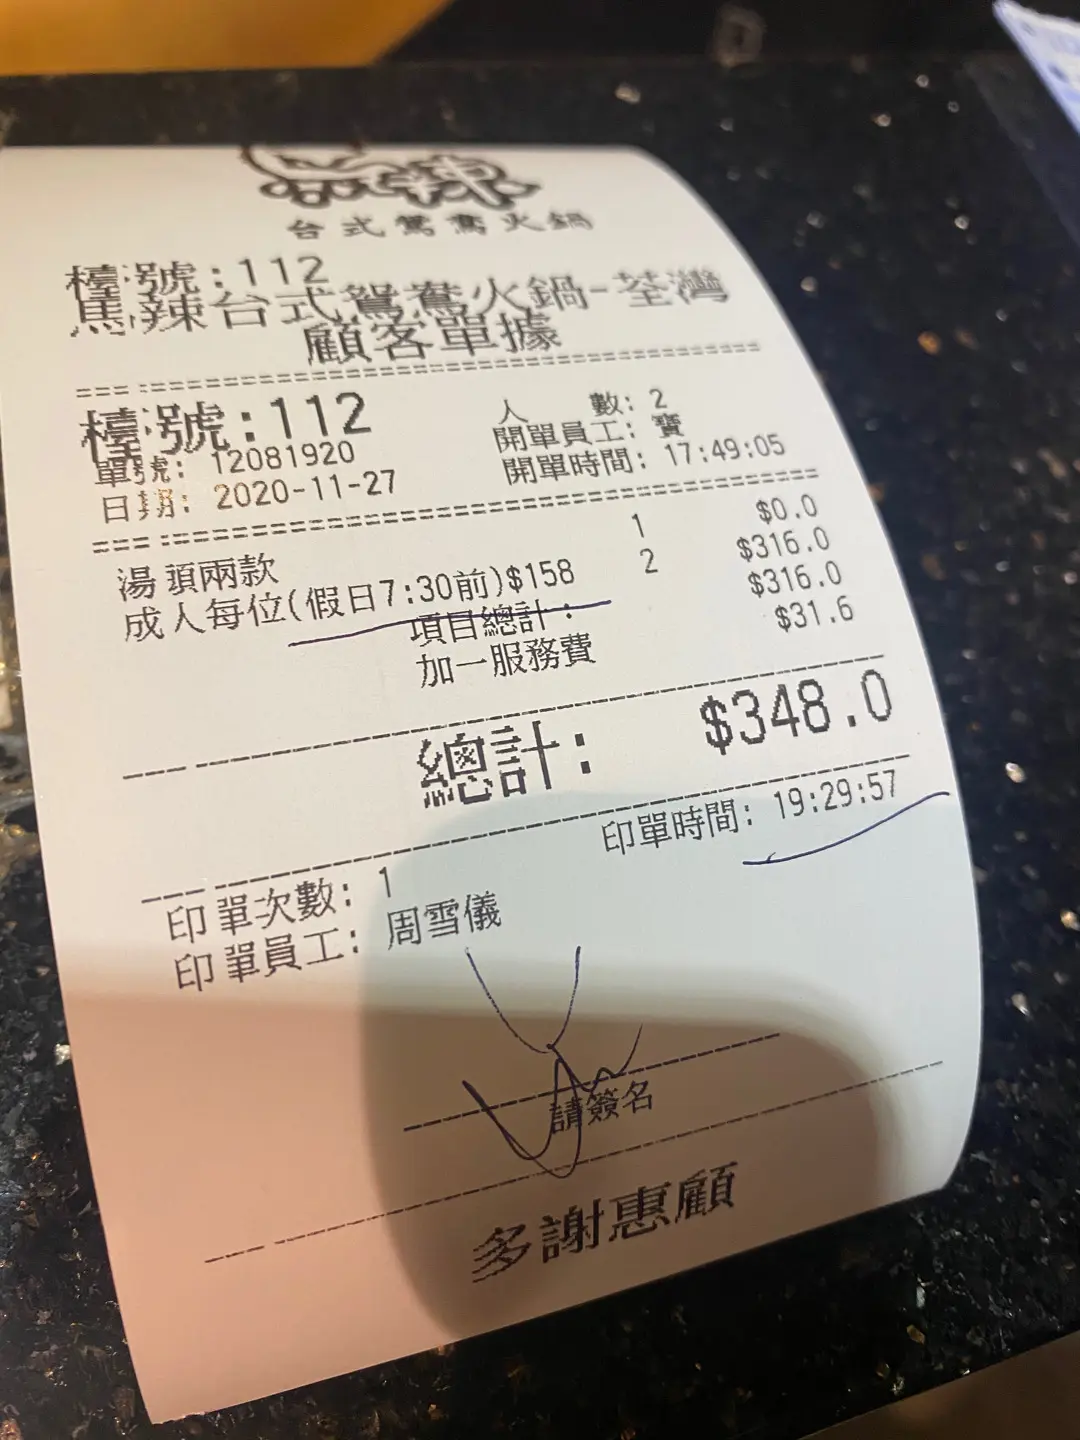 台式鴛鴦火鍋
檯號:112
馬辣台式鴛鴦火鍋-荃灣
顧客單據
檯號:112
人數: 2
單號: 12081920
開單員工: 寶
日期: 2020-11-27
開單時間: 17:49:05
湯頭兩款 1 $0.0
成人每位(假日7:30前)$158 2 $316.0
項目總計: $316.0
加一服務費 $31.6
總計: $348.0
印單時間: 19:29:57
印單次數: 1
印單員工: 周雪儀
請簽名
多謝惠顧